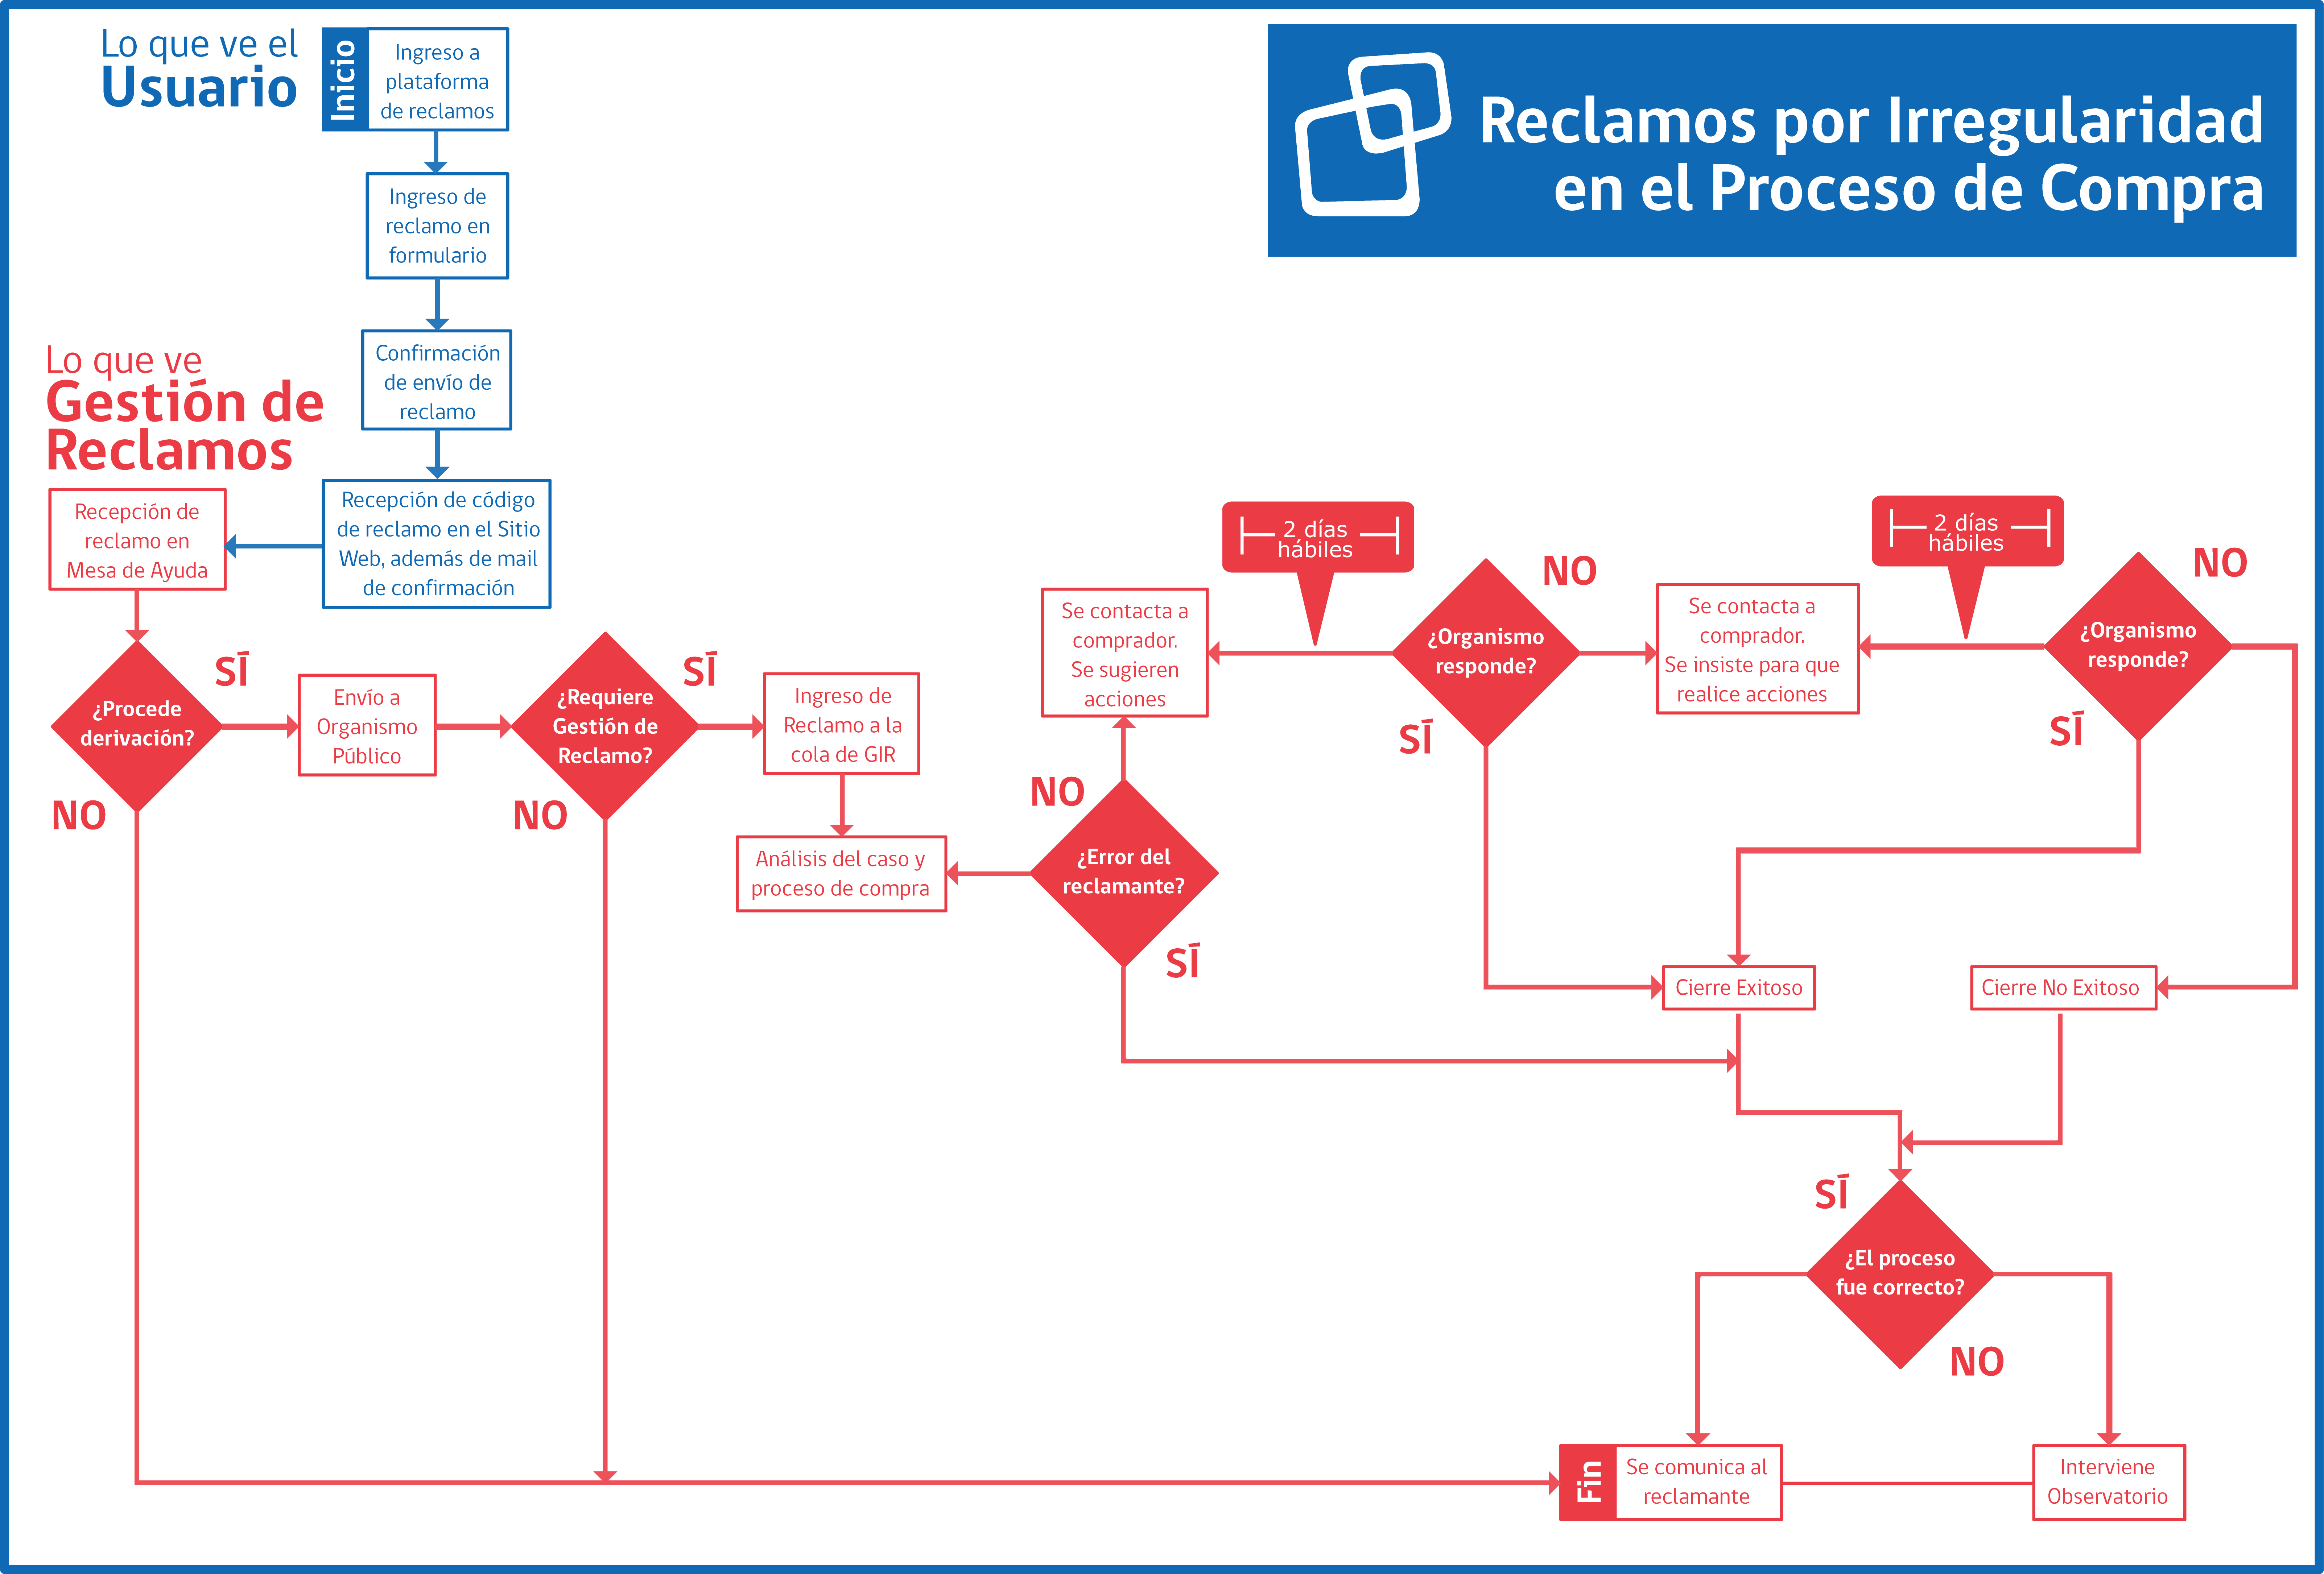 Lo que ve el
Usuario
Inicio
Ingreso a
plataforma
de reclamos
Reclamos por Irregularidad
en el Proceso de Compra
Ingreso de
reclamo en
formulario
Confirmación
de envío de
reclamo
Lo que ve
Gestión de
Reclamos
Recepción de código
de reclamo en el Sitio
Web, además de mail
de confirmación
Recepción de
reclamo en
Mesa de Ayuda
¿Procede
derivación?
SÍ
NO
Envío a
Organismo
Público
¿Requiere
Gestión de
Reclamo?
SÍ
NO
Ingreso de
Reclamo a la
cola de GIR
Análisis del caso y
proceso de compra
¿Error del
reclamante?
NO
SÍ
Se contacta a
comprador.
Se sugieren
acciones
2 días
hábiles
¿Organismo
responde?
NO
SÍ
Se contacta a
comprador.
Se insiste para que
realice acciones
2 días
hábiles
¿Organismo
responde?
NO
SÍ
Cierre Exitoso
Cierre No Exitoso
¿El proceso
fue correcto?
SÍ
NO
Fin
Se comunica al
reclamante
Interviene
Observatorio